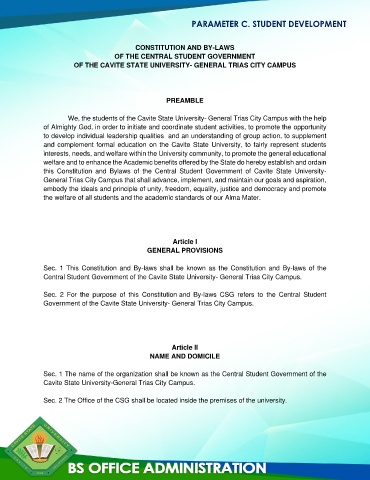 PARAMETER C. STUDENT DEVELOPMENT
CONSTITUTION AND BY-LAWS
OF THE CENTRAL STUDENT GOVERNMENT
OF THE CAVITE STATE UNIVERSITY- GENERAL TRIAS CITY CAMPUS
PREAMBLE
We, the students of the Cavite State University- General Trias City Campus with the help
of Almighty God, in order to initiate and coordinate student activities, to promote the opportunity
to develop individual leadership qualities and an understanding of group action, to supplement
and complement formal education on the Cavite State University, to fairly represent students
interests, needs, and welfare within the University community, to promote the general educational
welfare and to enhance the Academic benefits offered by the State do hereby establish and ordain
this Constitution and Bylaws of the Central Student Government of Cavite State University-
General Trias City Campus that shall advance, implement, and maintain our goals and aspiration,
embody the ideals and principle of unity, freedom, equality, justice and democracy and promote
the welfare of all students and the academic standards of our Alma Mater.
Article I
GENERAL PROVISIONS
Sec. 1 This Constitution and By-laws shall be known as the Constitution and By-laws of the
Central Student Government of the Cavite State University- General Trias City Campus.
Sec. 2 For the purpose of this Constitution and By-laws CSG refers to the Central Student
Government of the Cavite State University- General Trias City Campus.
Article II
NAME AND DOMICILE
Sec. 1 The name of the organization shall be known as the Central Student Government of the
Cavite State University-General Trias City Campus.
Sec. 2 The Office of the CSG shall be located inside the premises of the university.
BS OFFICE ADMINISTRATION